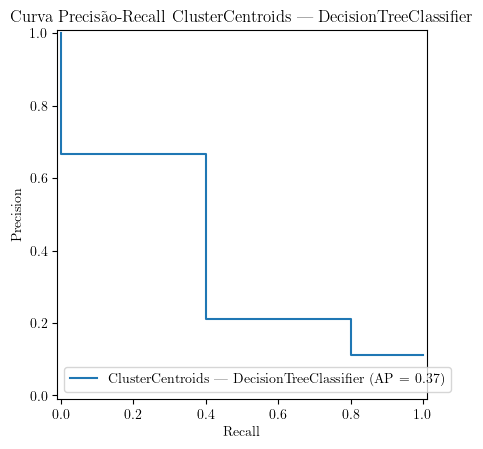 Curva Precisão-Recall ClusterCentroids — DecisionTreeClassifier
1.0
0.8
0.6
0.4
0.2
0.0
Precision
ClusterCentroids — DecisionTreeClassifier (AP = 0.37)
0.0 0.2 0.4 0.6 0.8 1.0
Recall